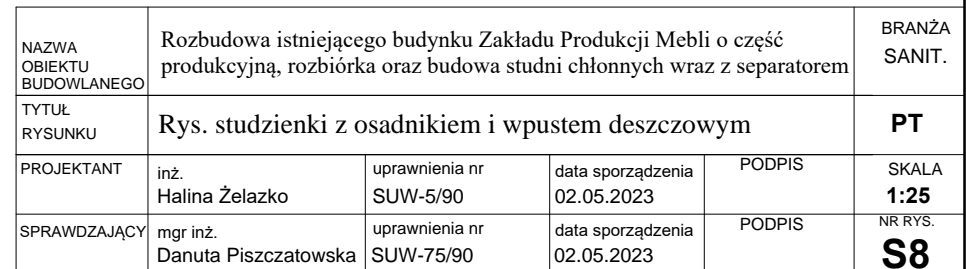 NAZWA
OBIEKTU
BUDOWLANEGO
Rozbudowa istniejącego budynku Zakładu Produkcji Mebli o część
produkcyjną, rozbiórka oraz budowa studni chłonnych wraz z separatorem
BRANŻA
SANIT.
TYTUŁ
RYSUNKU
Rys. studzienki z osadnikiem i wpustem deszczowym
PT
PROJEKTANT
inż.
Halina Żelazko
uprawnienia nr
SUW-5/90
data sporządzenia
02.05.2023
PODPIS
SKALA
1:25
SPRAWDZAJĄCY
mgr inż.
Danuta Piszczatowska
uprawnienia nr
SUW-75/90
data sporządzenia
02.05.2023
PODPIS
NR RYS.
S8